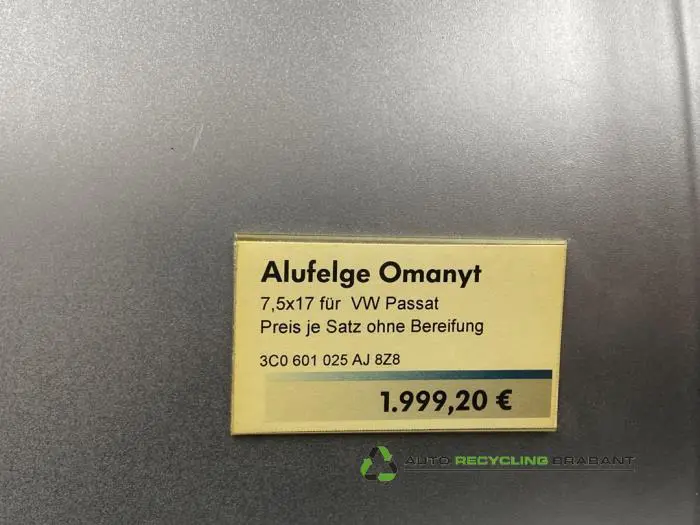 Alufelge Omanyt
7,5x17 für VW Passat
Preis je Satz ohne Bereifung
3C0 601 025 AJ 8Z8
1.999,20 €
AUTO RECYCLING BRABANT